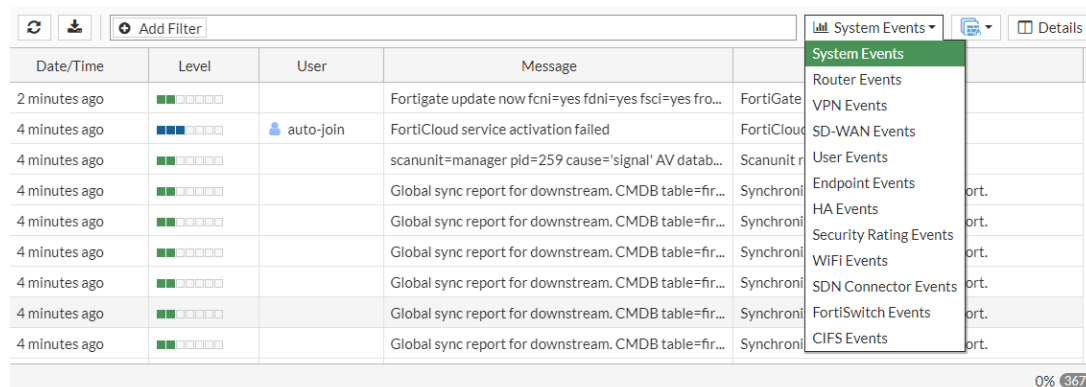 Add Filter System Events Details
Date/Time Level User Message
2 minutes ago Fortigate update now fcni=yes fdni=yes fsci=yes fro... FortiGate
4 minutes ago auto-join FortiCloud service activation failed FortiCloud
4 minutes ago scanunit=manager pid=259 cause='signal' AV datab... Scanunit r
4 minutes ago Global sync report for downstream. CMDB table=fir... Synchroni ort.
4 minutes ago Global sync report for downstream. CMDB table=fir... Synchroni ort.
4 minutes ago Global sync report for downstream. CMDB table=fir... Synchroni ort.
4 minutes ago Global sync report for downstream. CMDB table=fir... Synchroni ort.
4 minutes ago Global sync report for downstream. CMDB table=fir... Synchroni ort.
4 minutes ago Global sync report for downstream. CMDB table=fir... Synchroni ort.
System Events
Router Events
VPN Events
SD-WAN Events
User Events
Endpoint Events
HA Events
Security Rating Events
WiFi Events
SDN Connector Events
FortiSwitch Events
CIFS Events
0% 367